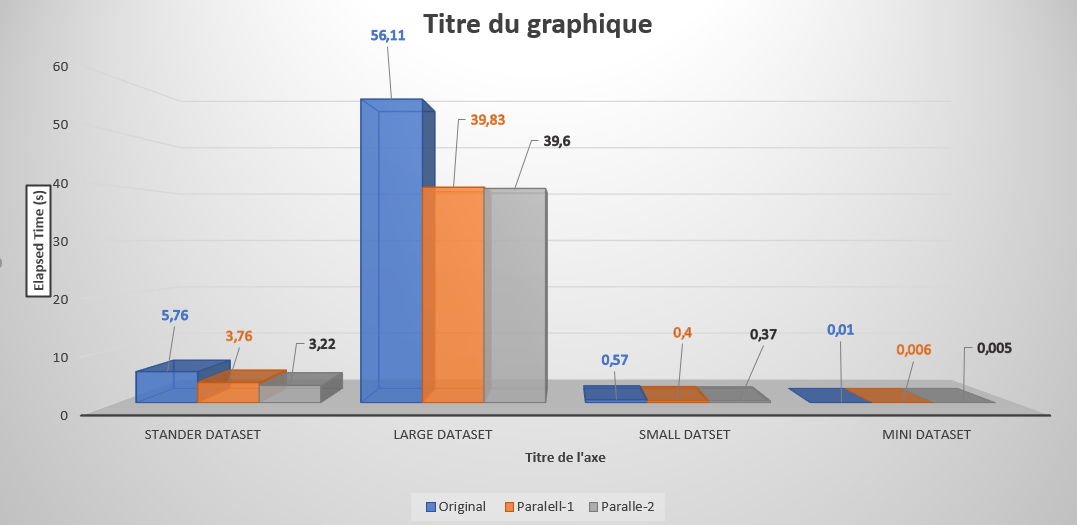 Titre du graphique
56,11
39,83
39,6
5,76
3,76
3,22
0,57
0,4
0,37
0,01
0,006
0,005
60
50
40
30
20
10
0
Elapsed Time (s)
STANDER DATASET
LARGE DATASET
SMALL DATSET
MINI DATASET
Titre de l'axe
Original
Paralell-1
Paralle-2